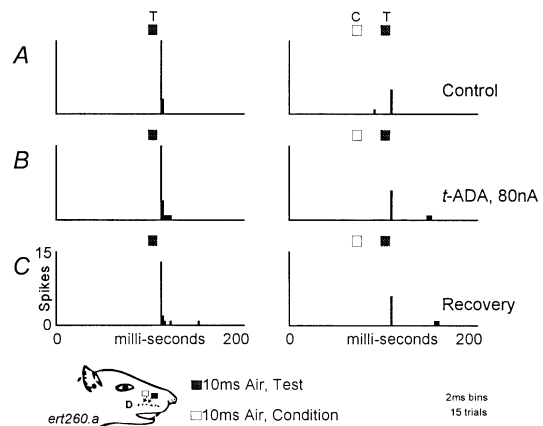 T
C T
A
Control
B
t-ADA, 80nA
C
15
Spikes
0
Recovery
0 milli-seconds 200
0 milli-seconds 200
D
10ms Air, Test
10ms Air, Condition
ert260.a
2ms bins
15 trials